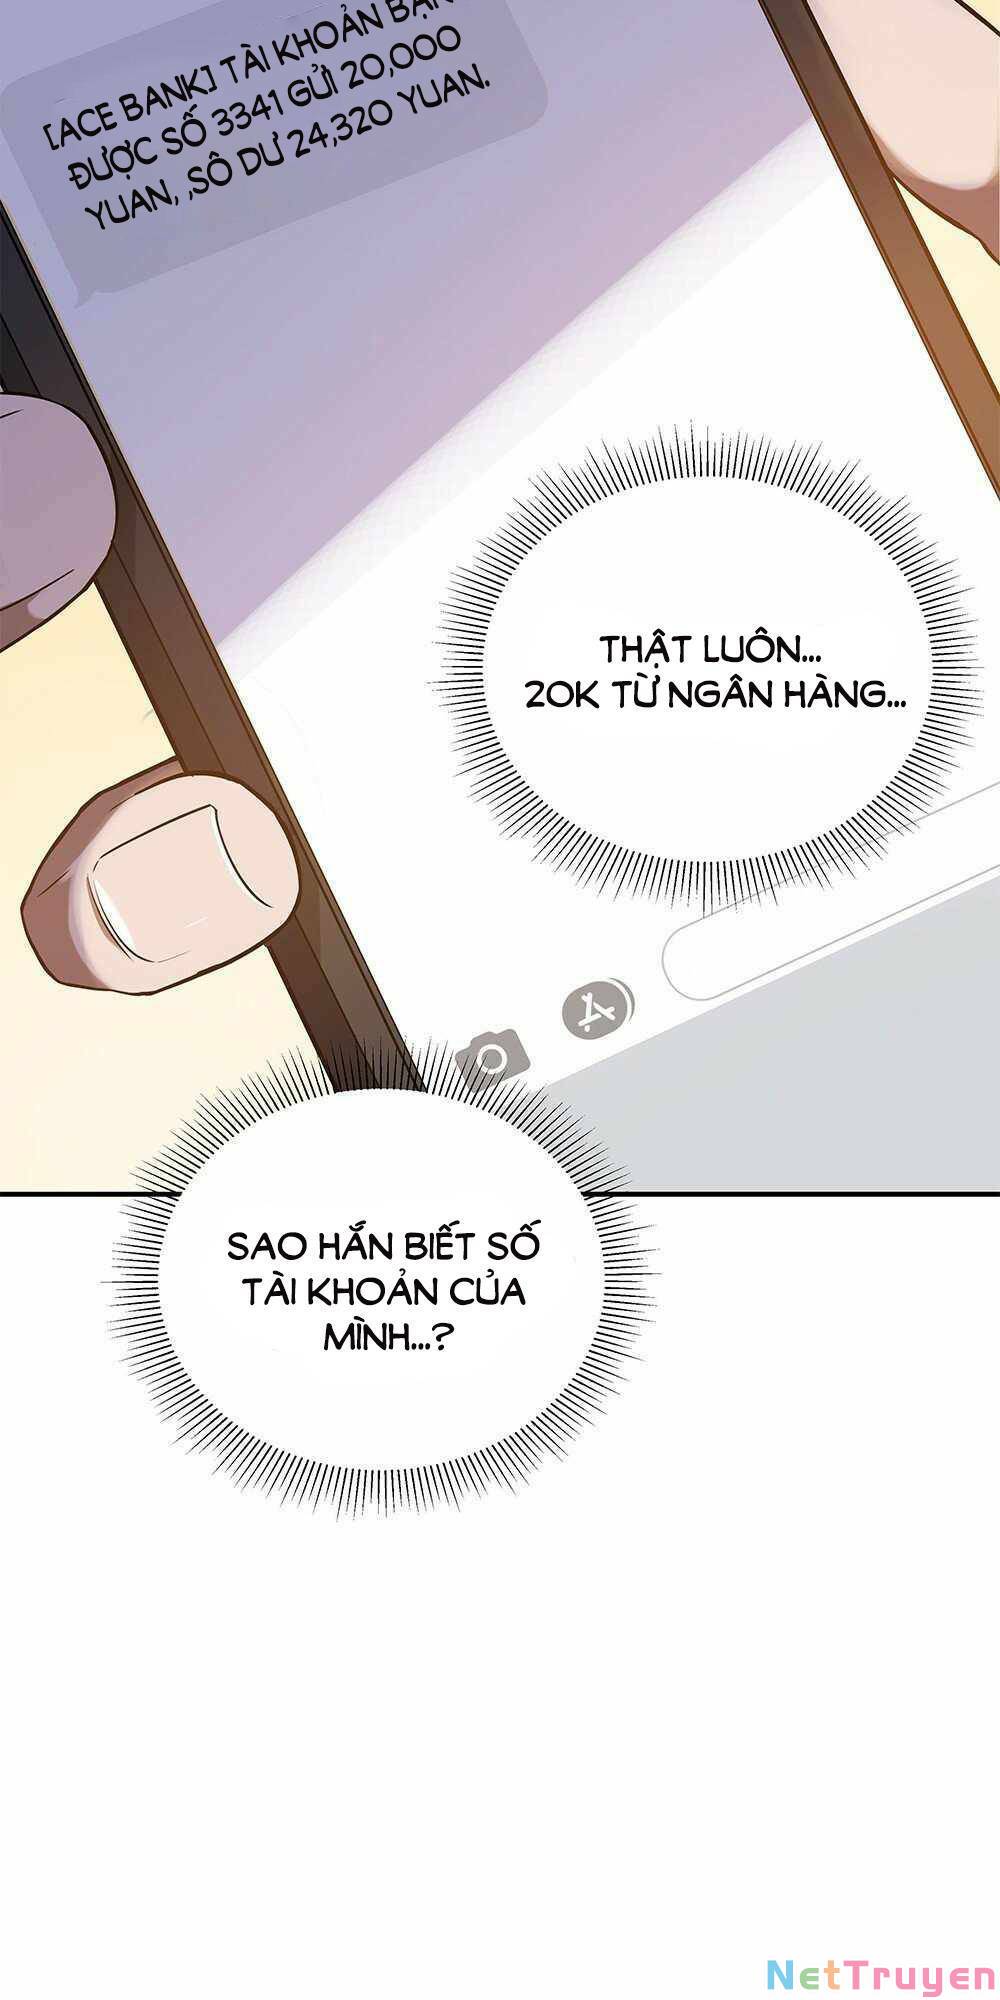 [ACE BANK] TÀI KHOẢN BẠN
ĐƯỢC SỐ 3341 GỬI 20,000
YUAN, ,SÔ DƯ 24,320 YUAN.
THẬT LUÔN...
20K TỪ NGÂN HÀNG...
SAO HẮN BIẾT SỐ
TÀI KHOẢN CỦA
MÌNH...?
NetTruyen